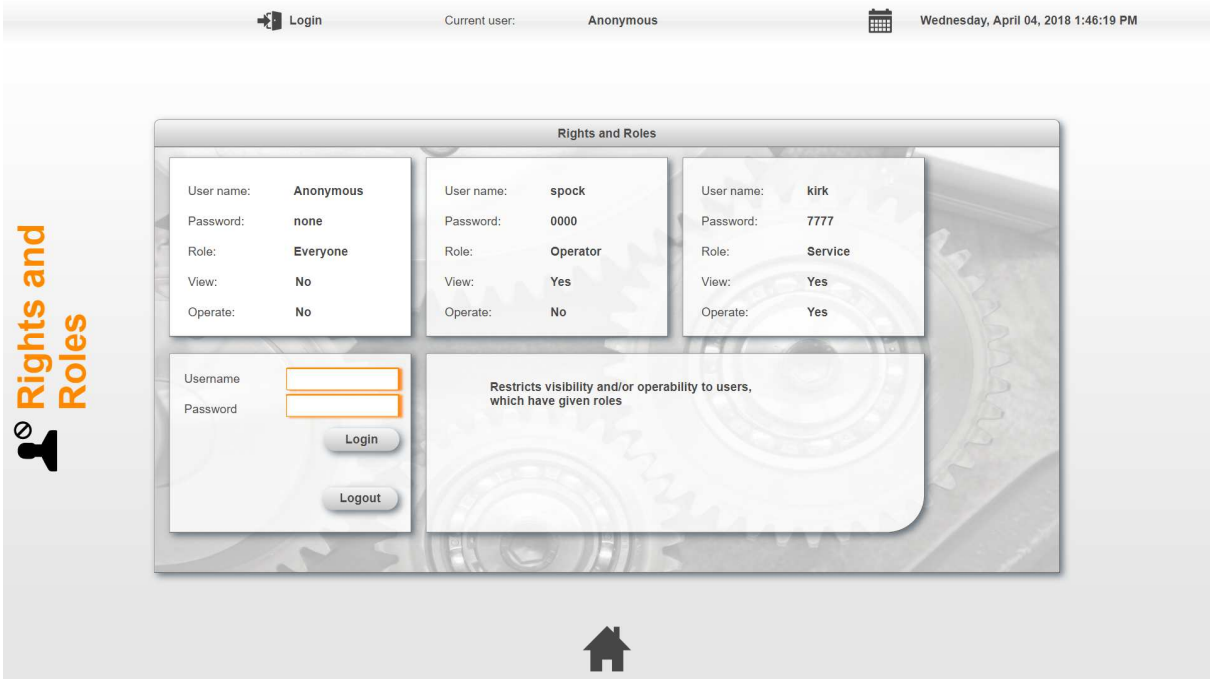 Login
Current user:
Anonymous
Wednesday, April 04, 2018 1:46:19 PM
Rights and
Roles
Rights and Roles
User name: Anonymous
Password: none
Role: Everyone
View: No
Operate: No
User name: spock
Password: 0000
Role: Operator
View: Yes
Operate: No
User name: kirk
Password: 7777
Role: Service
View: Yes
Operate: Yes
Username
Password
Login
Logout
Restricts visibility and/or operability to users,
which have given roles